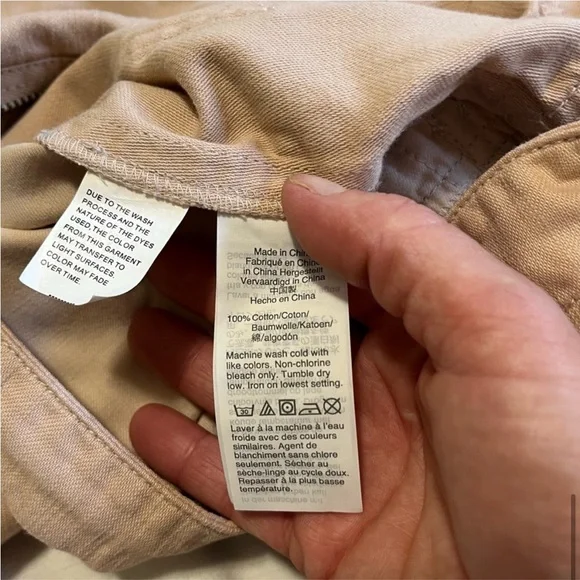 DUE TO THE WASH
PROCESS AND THE
NATURE OF THE DYES
USED, THE COLOR
FROM THIS GARMENT
MAY TRANSFER TO
LIGHT SURFACES.
COLOR MAY FADE
OVER TIME.
Made in China
Fabriqué en Chine
in China Hergestellt
Vervaardigd in China
中国製
Hecho en China
100% Cotton/Coton/
Baumwolle/Katoen/
綿/algodón
Machine wash cold with
like colors. Non-chlorine
bleach only. Tumble dry
low. Iron on lowest setting.
30
Laver à la machine à l'eau
froide avec des couleurs
similaires. Agent de
blanchiment sans chlore
seulement. Sécher au
sèche-linge au cycle doux.
Repassage à la plus basse
température.